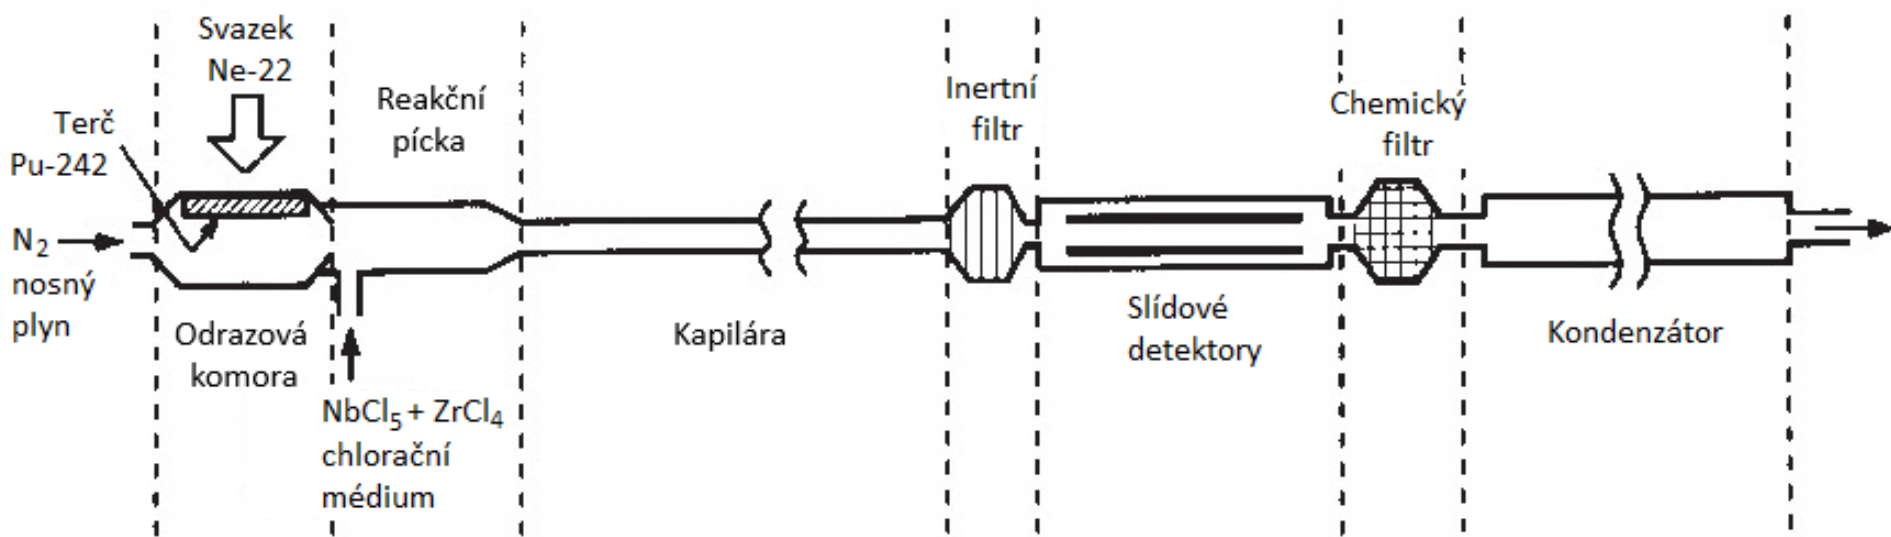 Svazek
Ne-22
Terč
Pu-242
N₂
nosný
plyn
Odrazová
komora
Reakční
pícka
NbCl₅ + ZrCl₄
chlorační
médium
Kapilára
Inertní
filtr
Slídové
detektory
Chemický
filtr
Kondenzátor